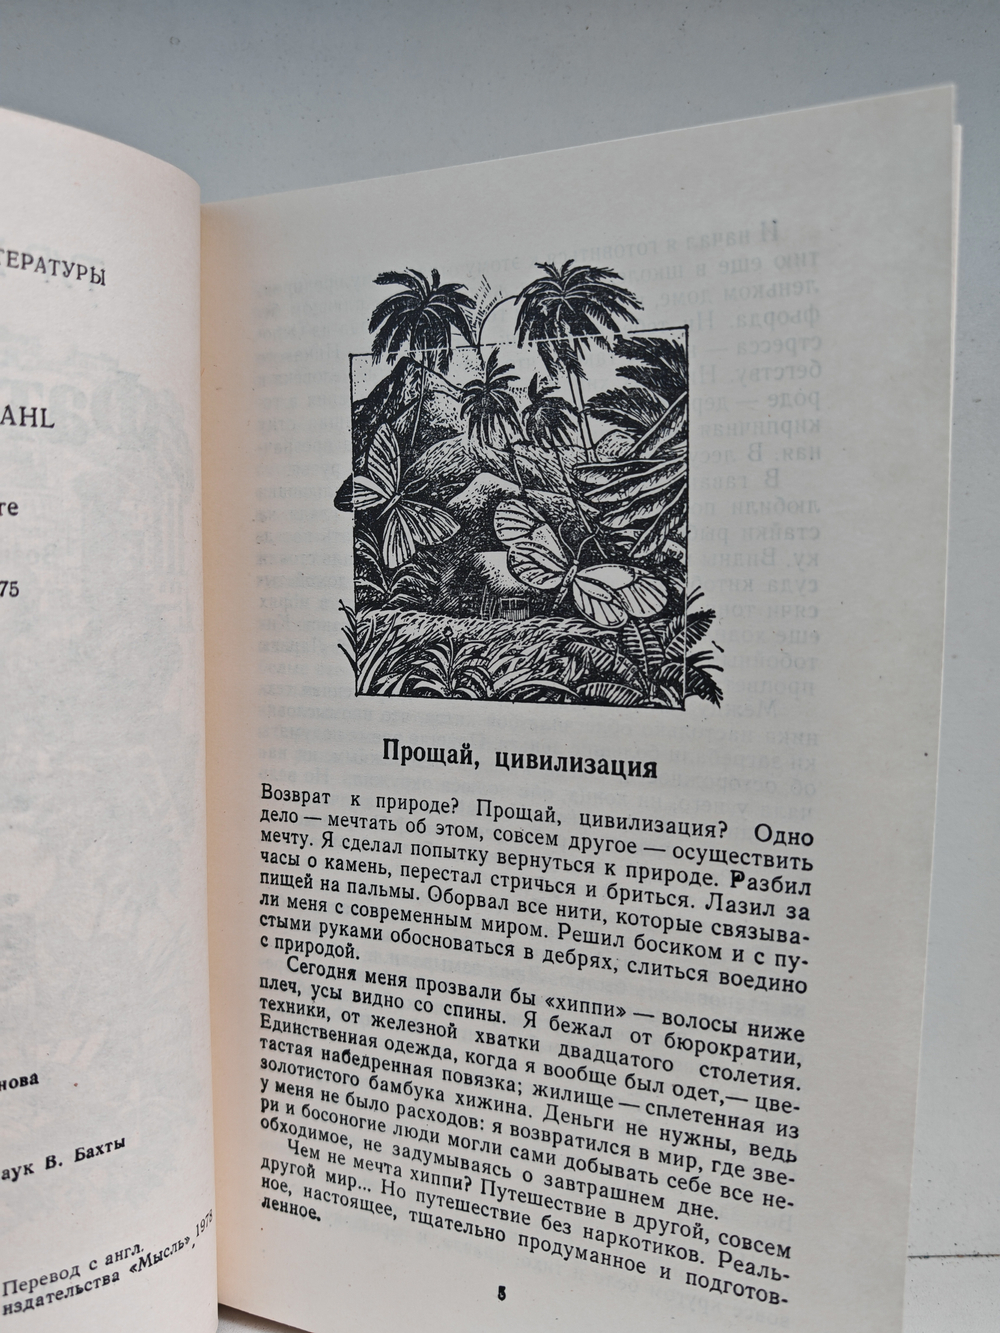 ТЕРАТУРЫ
AHL
те
75
нова
аук В. Бахты
Перевод с англ.
издательства «Мысль», 1978
Прощай, цивилизация
Возврат к природе? Прощай, цивилизация? Одно
дело — мечтать об этом, совсем другое — осуществить
мечту. Я сделал попытку вернуться к природе. Разбил
часы о камень, перестал стричься и бриться. Лазил за
пищей на пальмы. Оборвал все нити, которые связыва-
ли меня с современным миром. Решил босиком и с пу-
стыми руками обосноваться в дебрях, слиться воедино
с природой.
Сегодня меня прозвали бы «хиппи» — волосы ниже
плеч, усы видно со спины. Я бежал от бюрократии,
техники, от железной хватки двадцатого столетия.
Единственная одежда, когда я вообще был одет,— цве-
тастая набедренная повязка; жилище — сплетенная из
золотистого бамбука хижина. Деньги не нужны, ведь
у меня не было расходов: я возвратился в мир, где зве-
ри и босоногие люди могли сами добывать себе все не-
обходимое, не задумываясь о завтрашнем дне.
Чем не мечта хиппи? Путешествие в другой, совсем
другой мир... Но путешествие без наркотиков. Реаль-
ное, настоящее, тщательно продуманное и подготов-
ленное.
5